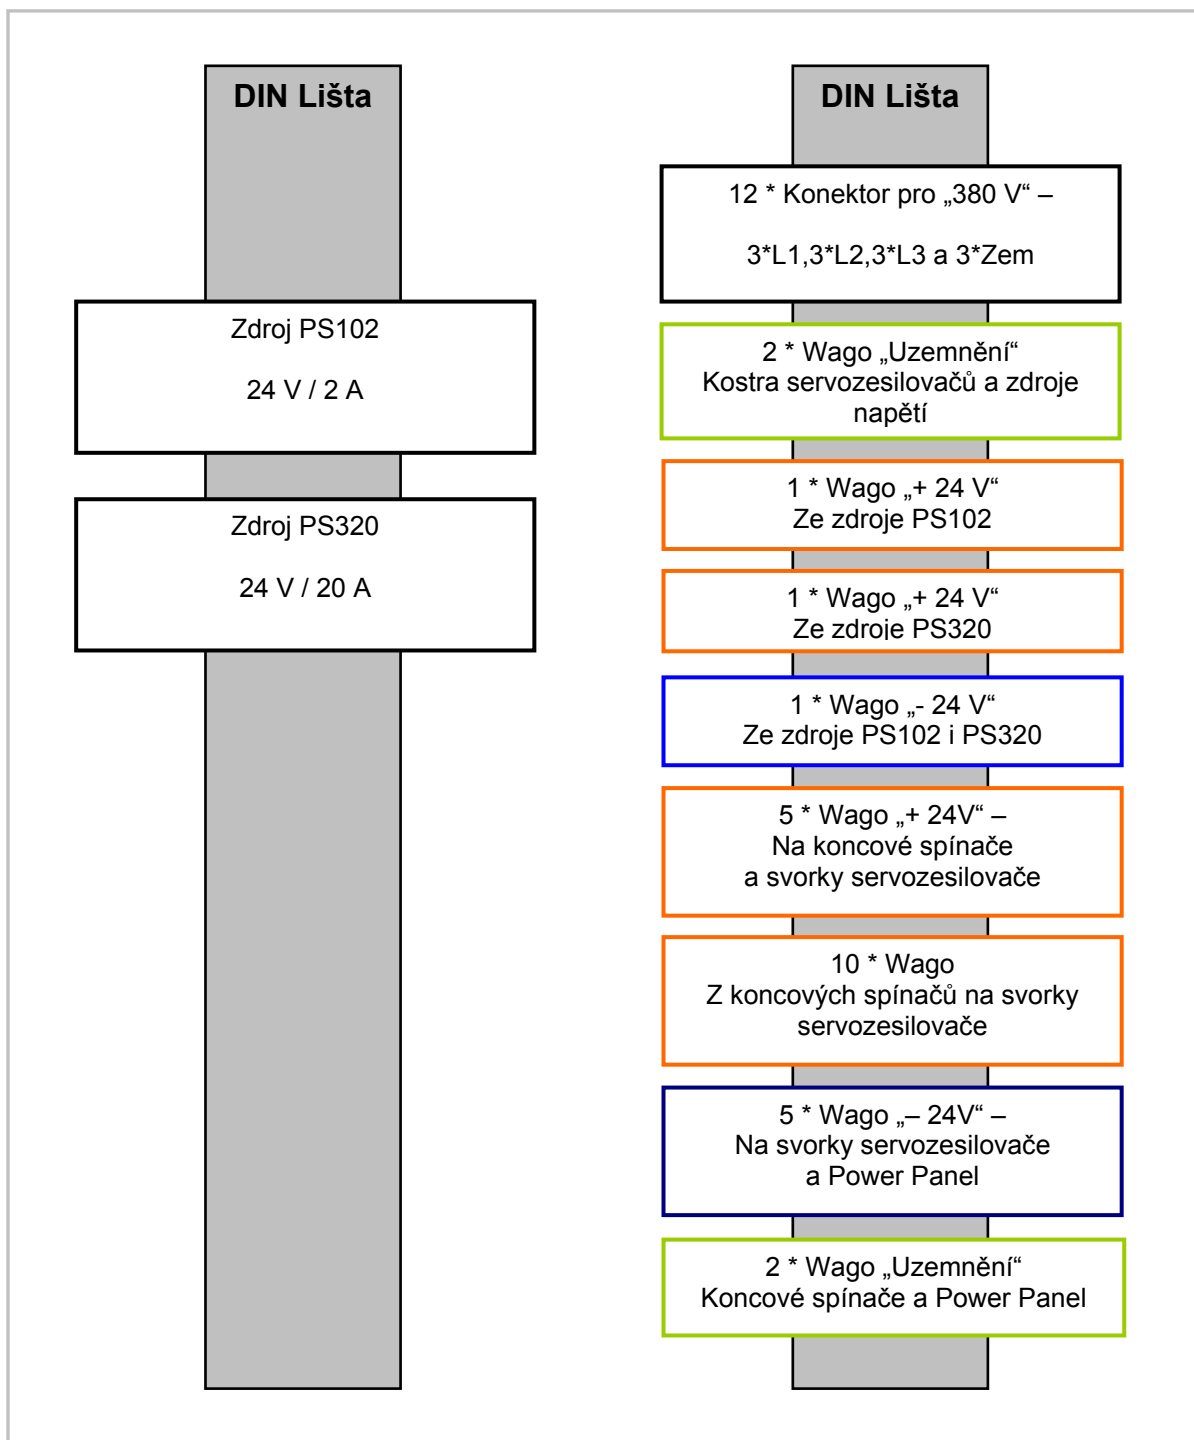 DIN Lišta
Zdroj PS102
24 V / 2 A
Zdroj PS320
24 V / 20 A
DIN Lišta
12 * Konektor pro „380 V“ –
3*L1,3*L2,3*L3 a 3*Zem
2 * Wago „Uzemnění“
Kostra servozesilovačů a zdroje
napětí
1 * Wago „+ 24 V“
Ze zdroje PS102
1 * Wago „+ 24 V“
Ze zdroje PS320
1 * Wago „- 24 V“
Ze zdroje PS102 i PS320
5 * Wago „+ 24V“ –
Na koncové spínače
a svorky servozesilovače
10 * Wago
Z koncových spínačů na svorky
servozesilovače
5 * Wago „– 24V“ –
Na svorky servozesilovače
a Power Panel
2 * Wago „Uzemnění“
Koncové spínače a Power Panel